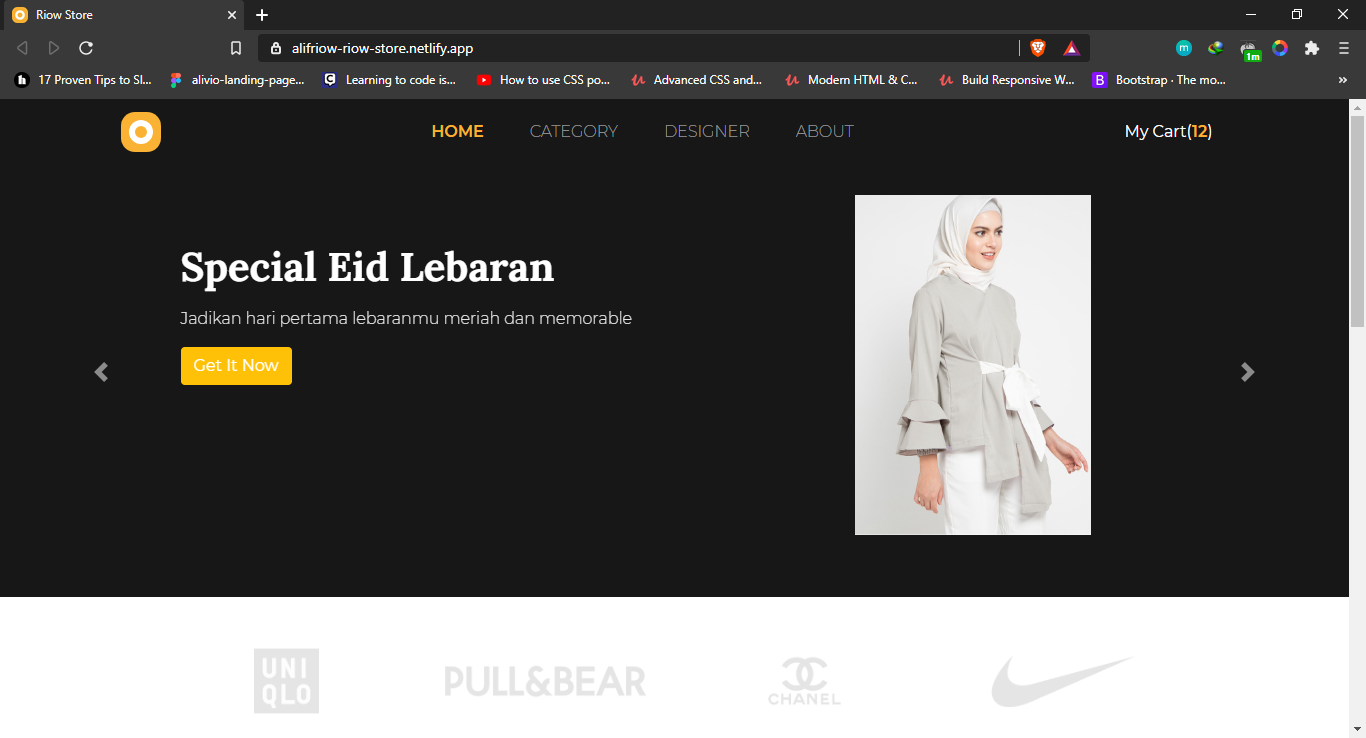 Riow Store
alifriow-riow-store.netlify.app
m
1m
h 17 Proven Tips to Sl... alivio-landing-page... C Learning to code is... How to use CSS po... Advanced CSS and... Modern HTML & C... Build Responsive W... B Bootstrap · The mo... »
HOME CATEGORY DESIGNER ABOUT My Cart(12)
Special Eid Lebaran
Jadikan hari pertama lebaranmu meriah dan memorable
Get It Now
UNI
QLO
PULL&BEAR
CHANEL